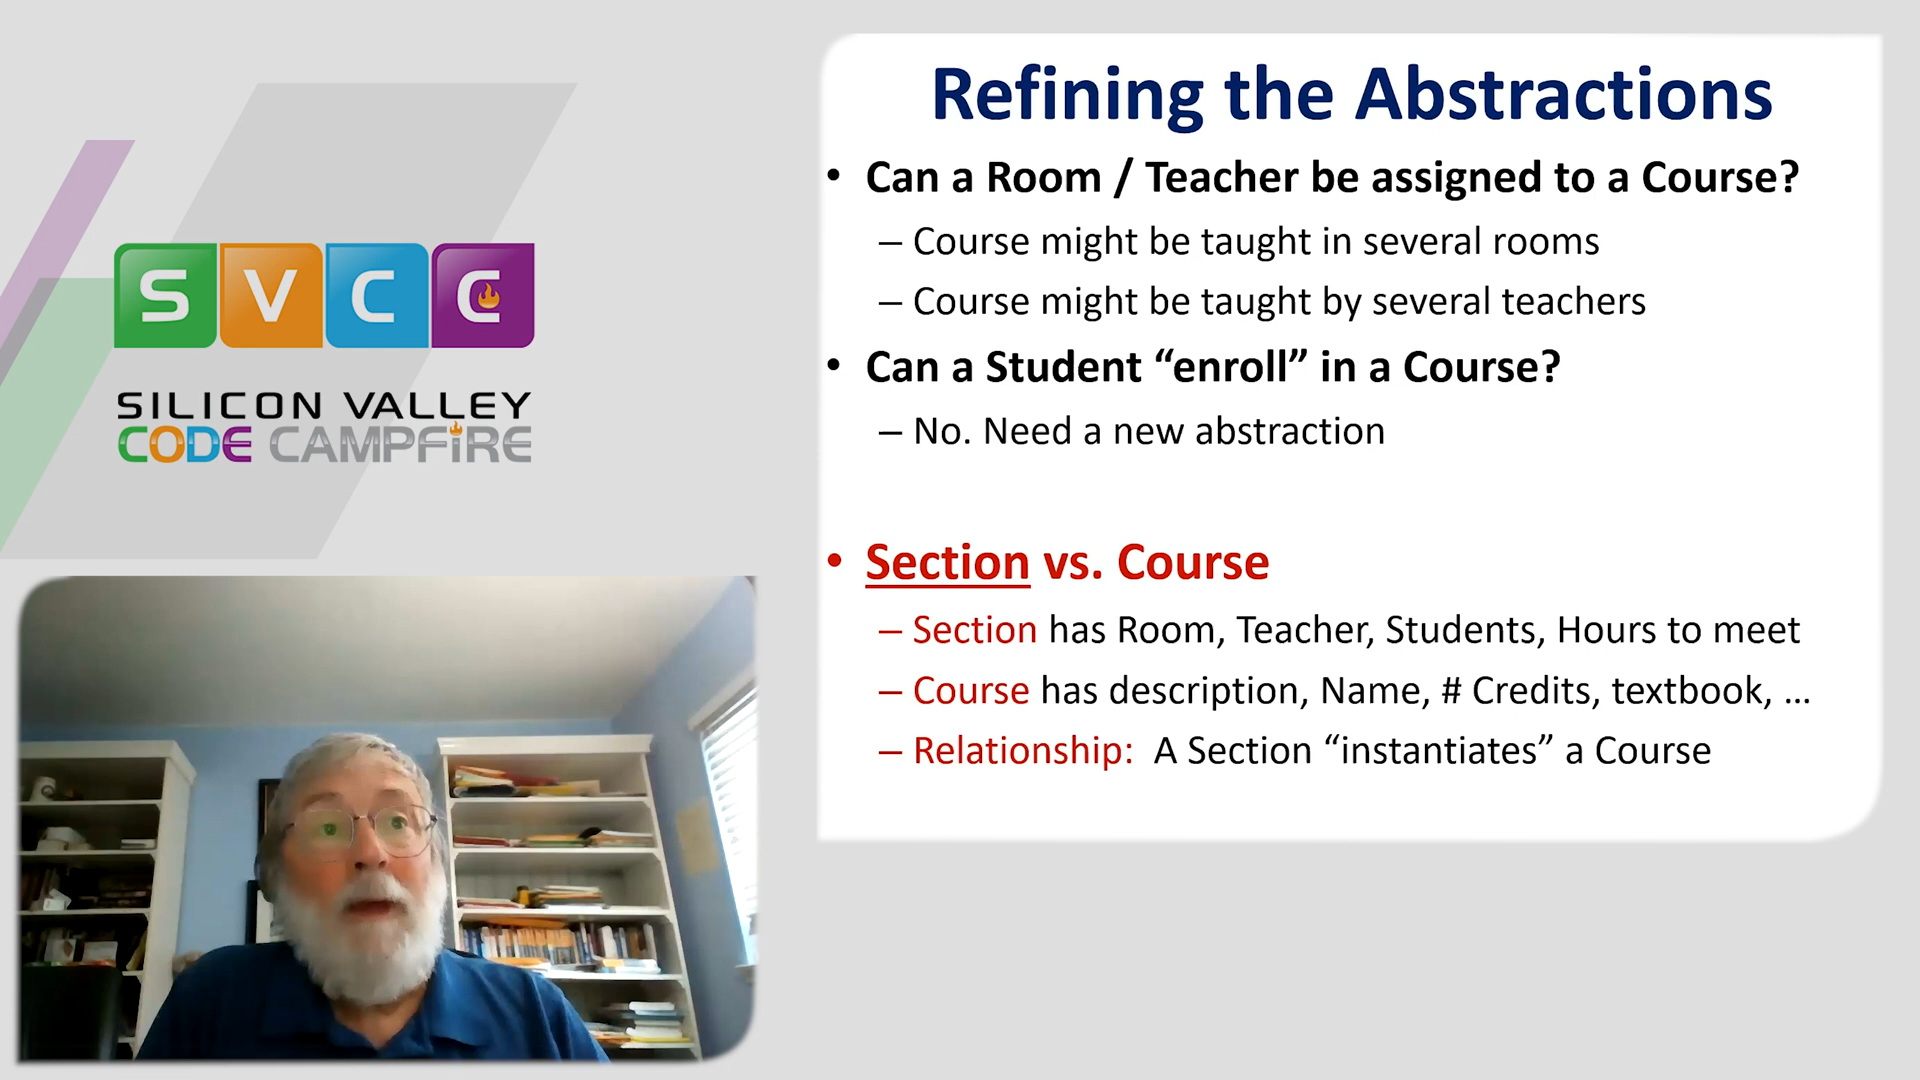 SVCC
SILICON VALLEY
CODE CAMPFIRE
Refining the Abstractions
• Can a Room / Teacher be assigned to a Course?
– Course might be taught in several rooms
– Course might be taught by several teachers
• Can a Student “enroll” in a Course?
– No. Need a new abstraction
• Section vs. Course
– Section has Room, Teacher, Students, Hours to meet
– Course has description, Name, # Credits, textbook, ...
– Relationship: A Section “instantiates” a Course